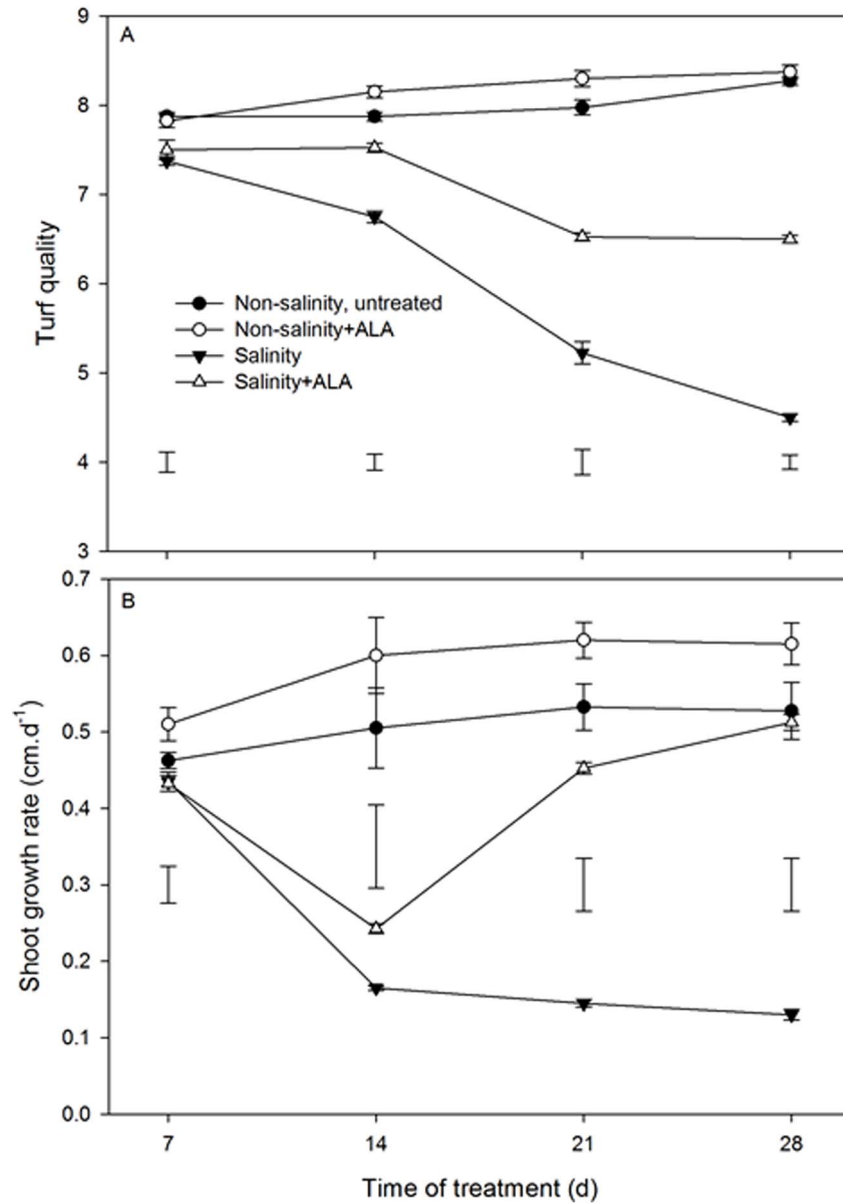 A
9
8
7
6
5
4
3
Turf quality
Non-salinity, untreated
Non-salinity+ALA
Salinity
Salinity+ALA
B
0.7
0.6
0.5
0.4
0.3
0.2
0.1
0.0
Shoot growth rate (cm.d⁻¹)
7 14 21 28
Time of treatment (d)